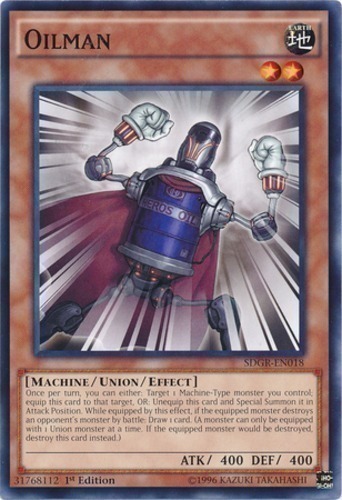 OILMAN
EARTH
地
HEROS OIL
SDGR-EN018
[MACHINE/UNION/EFFECT]
Once per turn, you can either: Target 1 Machine-Type monster you control;
equip this card to that target, OR: Unequip this card and Special Summon it in
Attack Position. While equipped by this effect, if the equipped monster destroys
an opponent's monster by battle: Draw 1 card. (A monster can only be equipped
with 1 Union monster at a time. If the equipped monster would be destroyed,
destroy this card instead.)
ATK/ 400 DEF/ 400
31768112 1st Edition ©1996 KAZUKI TAKAHASHI